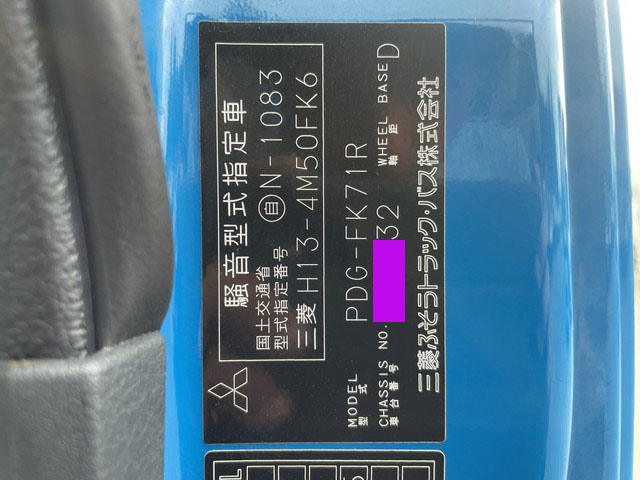 騒音型式指定車
国土交通省
型式指定番号 自N-1083
三菱 H13-4M50FK6
MODEL
型式 PDG-FK71R
CHASSIS NO. 32 WHEEL BASE D
車台番号 軸距
三菱ふそうトラック・バス株式会社